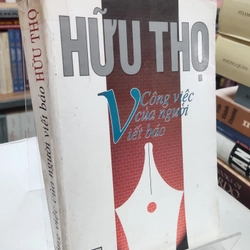 HỮU THỌ
Công việc
của người
Viết báo
công việc của người viết báo HỮU THỌ